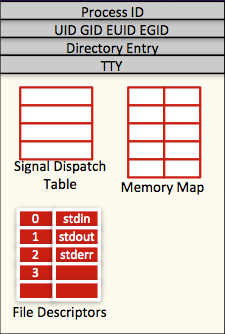 Process ID
UID GID EUID EGID
Directory Entry
TTY
Signal Dispatch
Table
Memory Map
0 stdin
1 stdout
2 stderr
3
File Descriptors